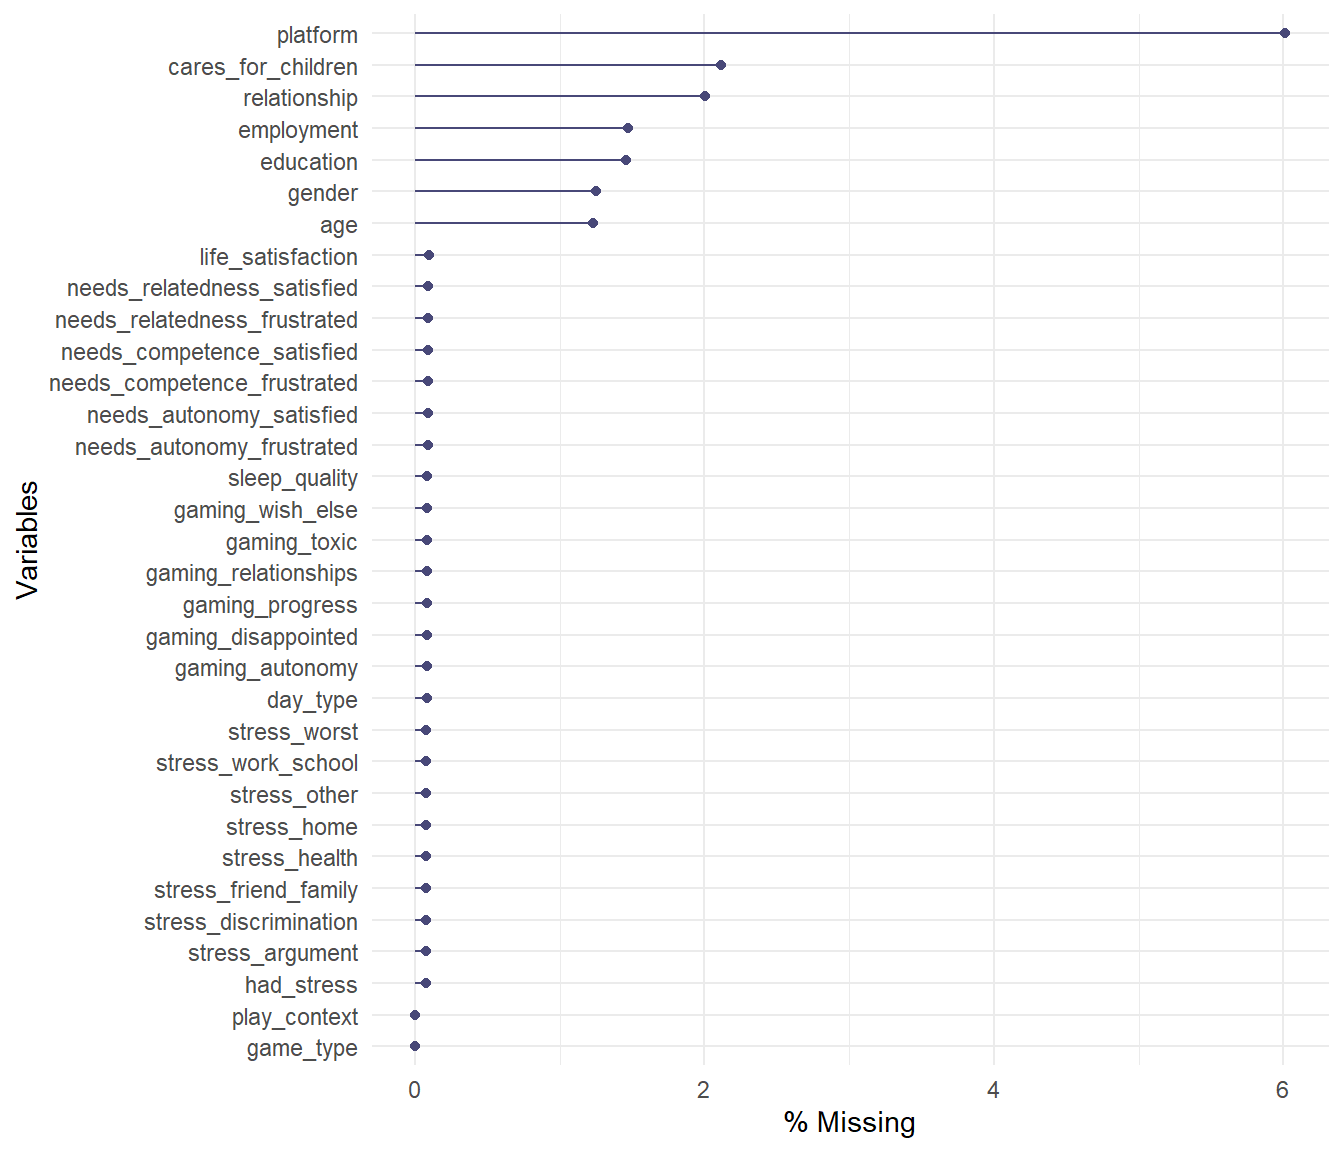 platform
cares_for_children
relationship
employment
education
gender
age
life_satisfaction
needs_relatedness_satisfied
needs_relatedness_frustrated
needs_competence_satisfied
needs_competence_frustrated
needs_autonomy_satisfied
needs_autonomy_frustrated
sleep_quality
gaming_wish_else
gaming_toxic
gaming_relationships
gaming_progress
gaming_disappointed
gaming_autonomy
day_type
stress_worst
stress_work_school
stress_other
stress_home
stress_health
stress_friend_family
stress_discrimination
stress_argument
had_stress
play_context
game_type
Variables
0 2 4 6
% Missing